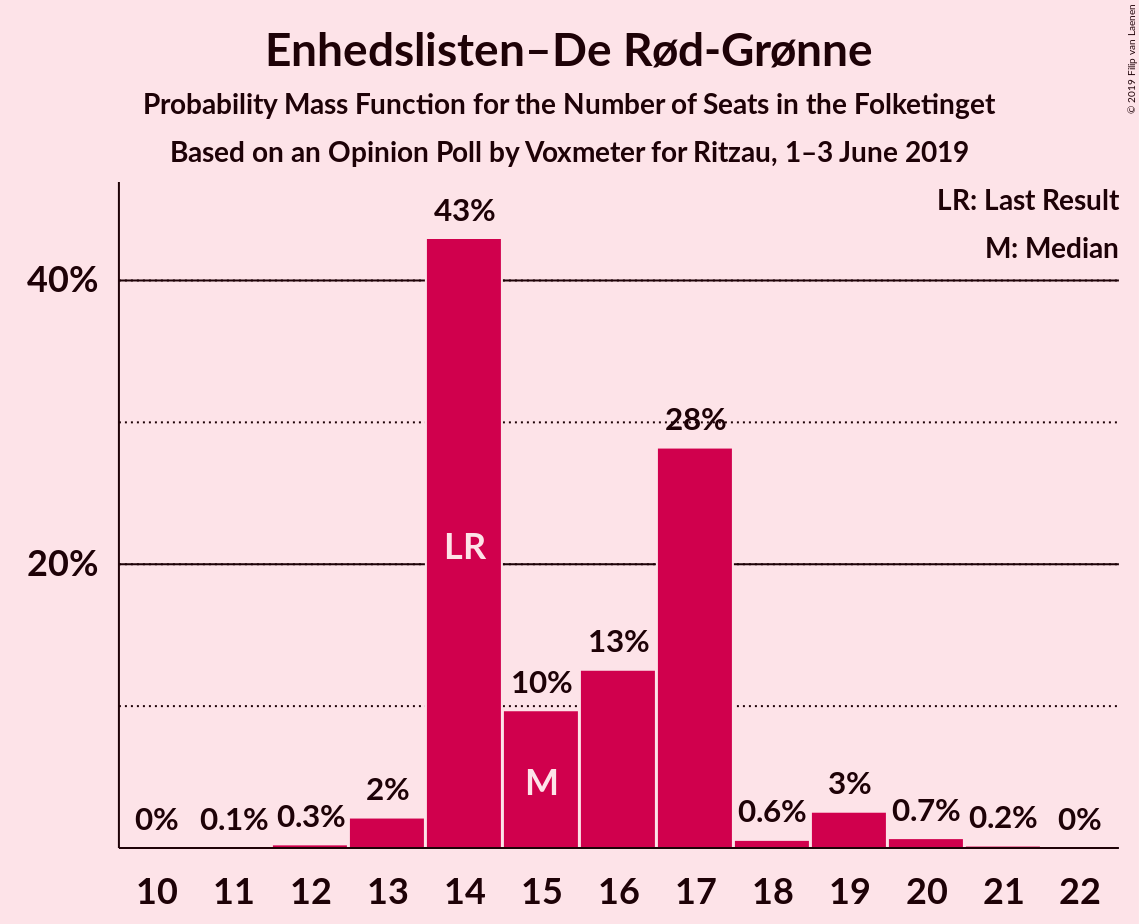 Enhedslisten–De Rød-Grønne
Probability Mass Function for the Number of Seats in the Folketinget
Based on an Opinion Poll by Voxmeter for Ritzau, 1–3 June 2019
© 2019 Filip van Laenen
LR: Last Result
M: Median
40%
20%
0%
0.1%
0.3%
2%
43%
10%
13%
28%
0.6%
3%
0.7%
0.2%
0%
LR
M
10 11 12 13 14 15 16 17 18 19 20 21 22